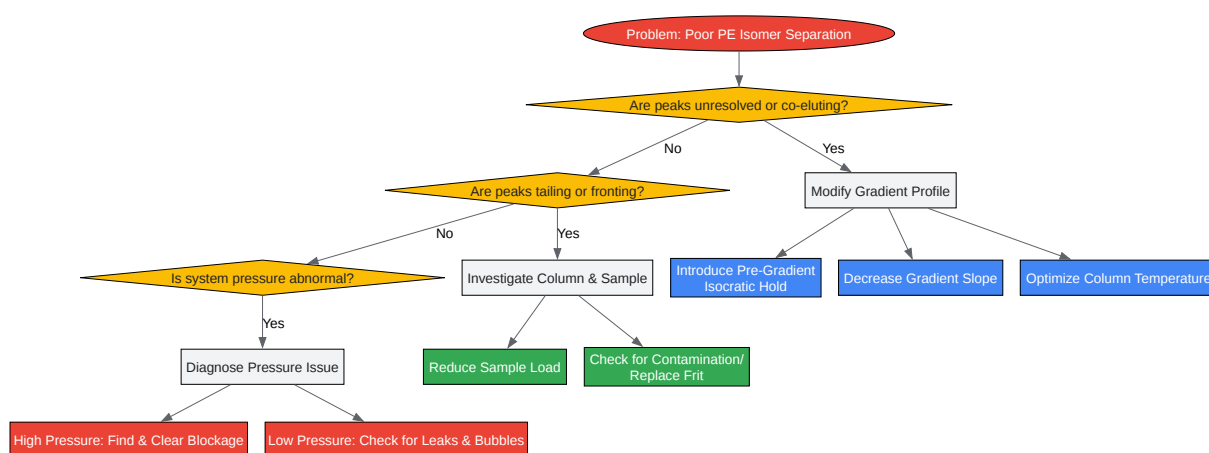 Problem: Poor PE Isomer Separation
Are peaks unresolved or co-eluting?
No
Yes
Are peaks tailing or fronting?
Modify Gradient Profile
No
Yes
Is system pressure abnormal?
Investigate Column & Sample
Introduce Pre-Gradient
Isocratic Hold
Decrease Gradient Slope
Optimize Column Temperature
Yes
Diagnose Pressure Issue
Reduce Sample Load
Check for Contamination/
Replace Frit
High Pressure: Find & Clear Blockage
Low Pressure: Check for Leaks & Bubbles